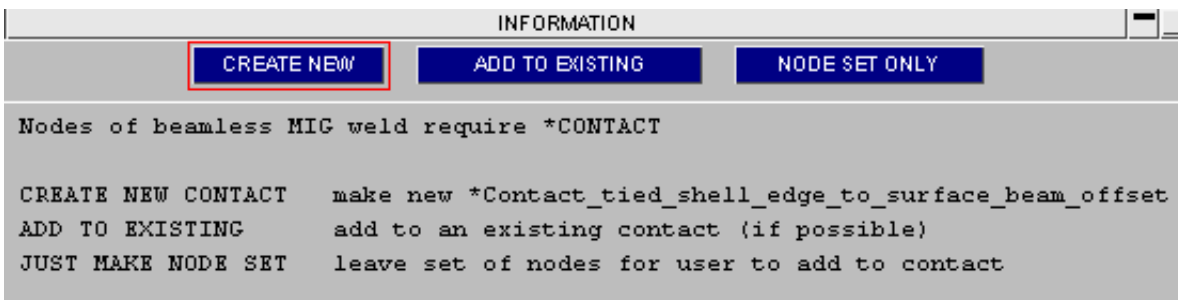 INFORMATION
CREATE NEW ADD TO EXISTING NODE SET ONLY
Nodes of beamless MIG weld require *CONTACT
CREATE NEW CONTACT make new *Contact_tied_shell_edge_to_surface_beam_offset
ADD TO EXISTING add to an existing contact (if possible)
JUST MAKE NODE SET leave set of nodes for user to add to contact